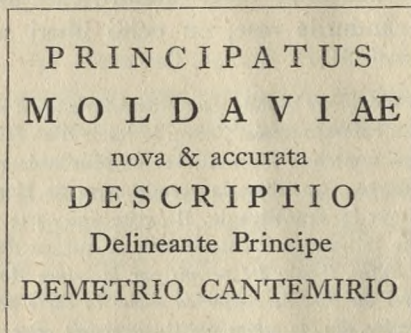 PRINCIPATUS
MOLDAVIAE
nova & accurata
DESCRIPTIO
Delineante Principe
DEMETRIO CANTEMIRIO